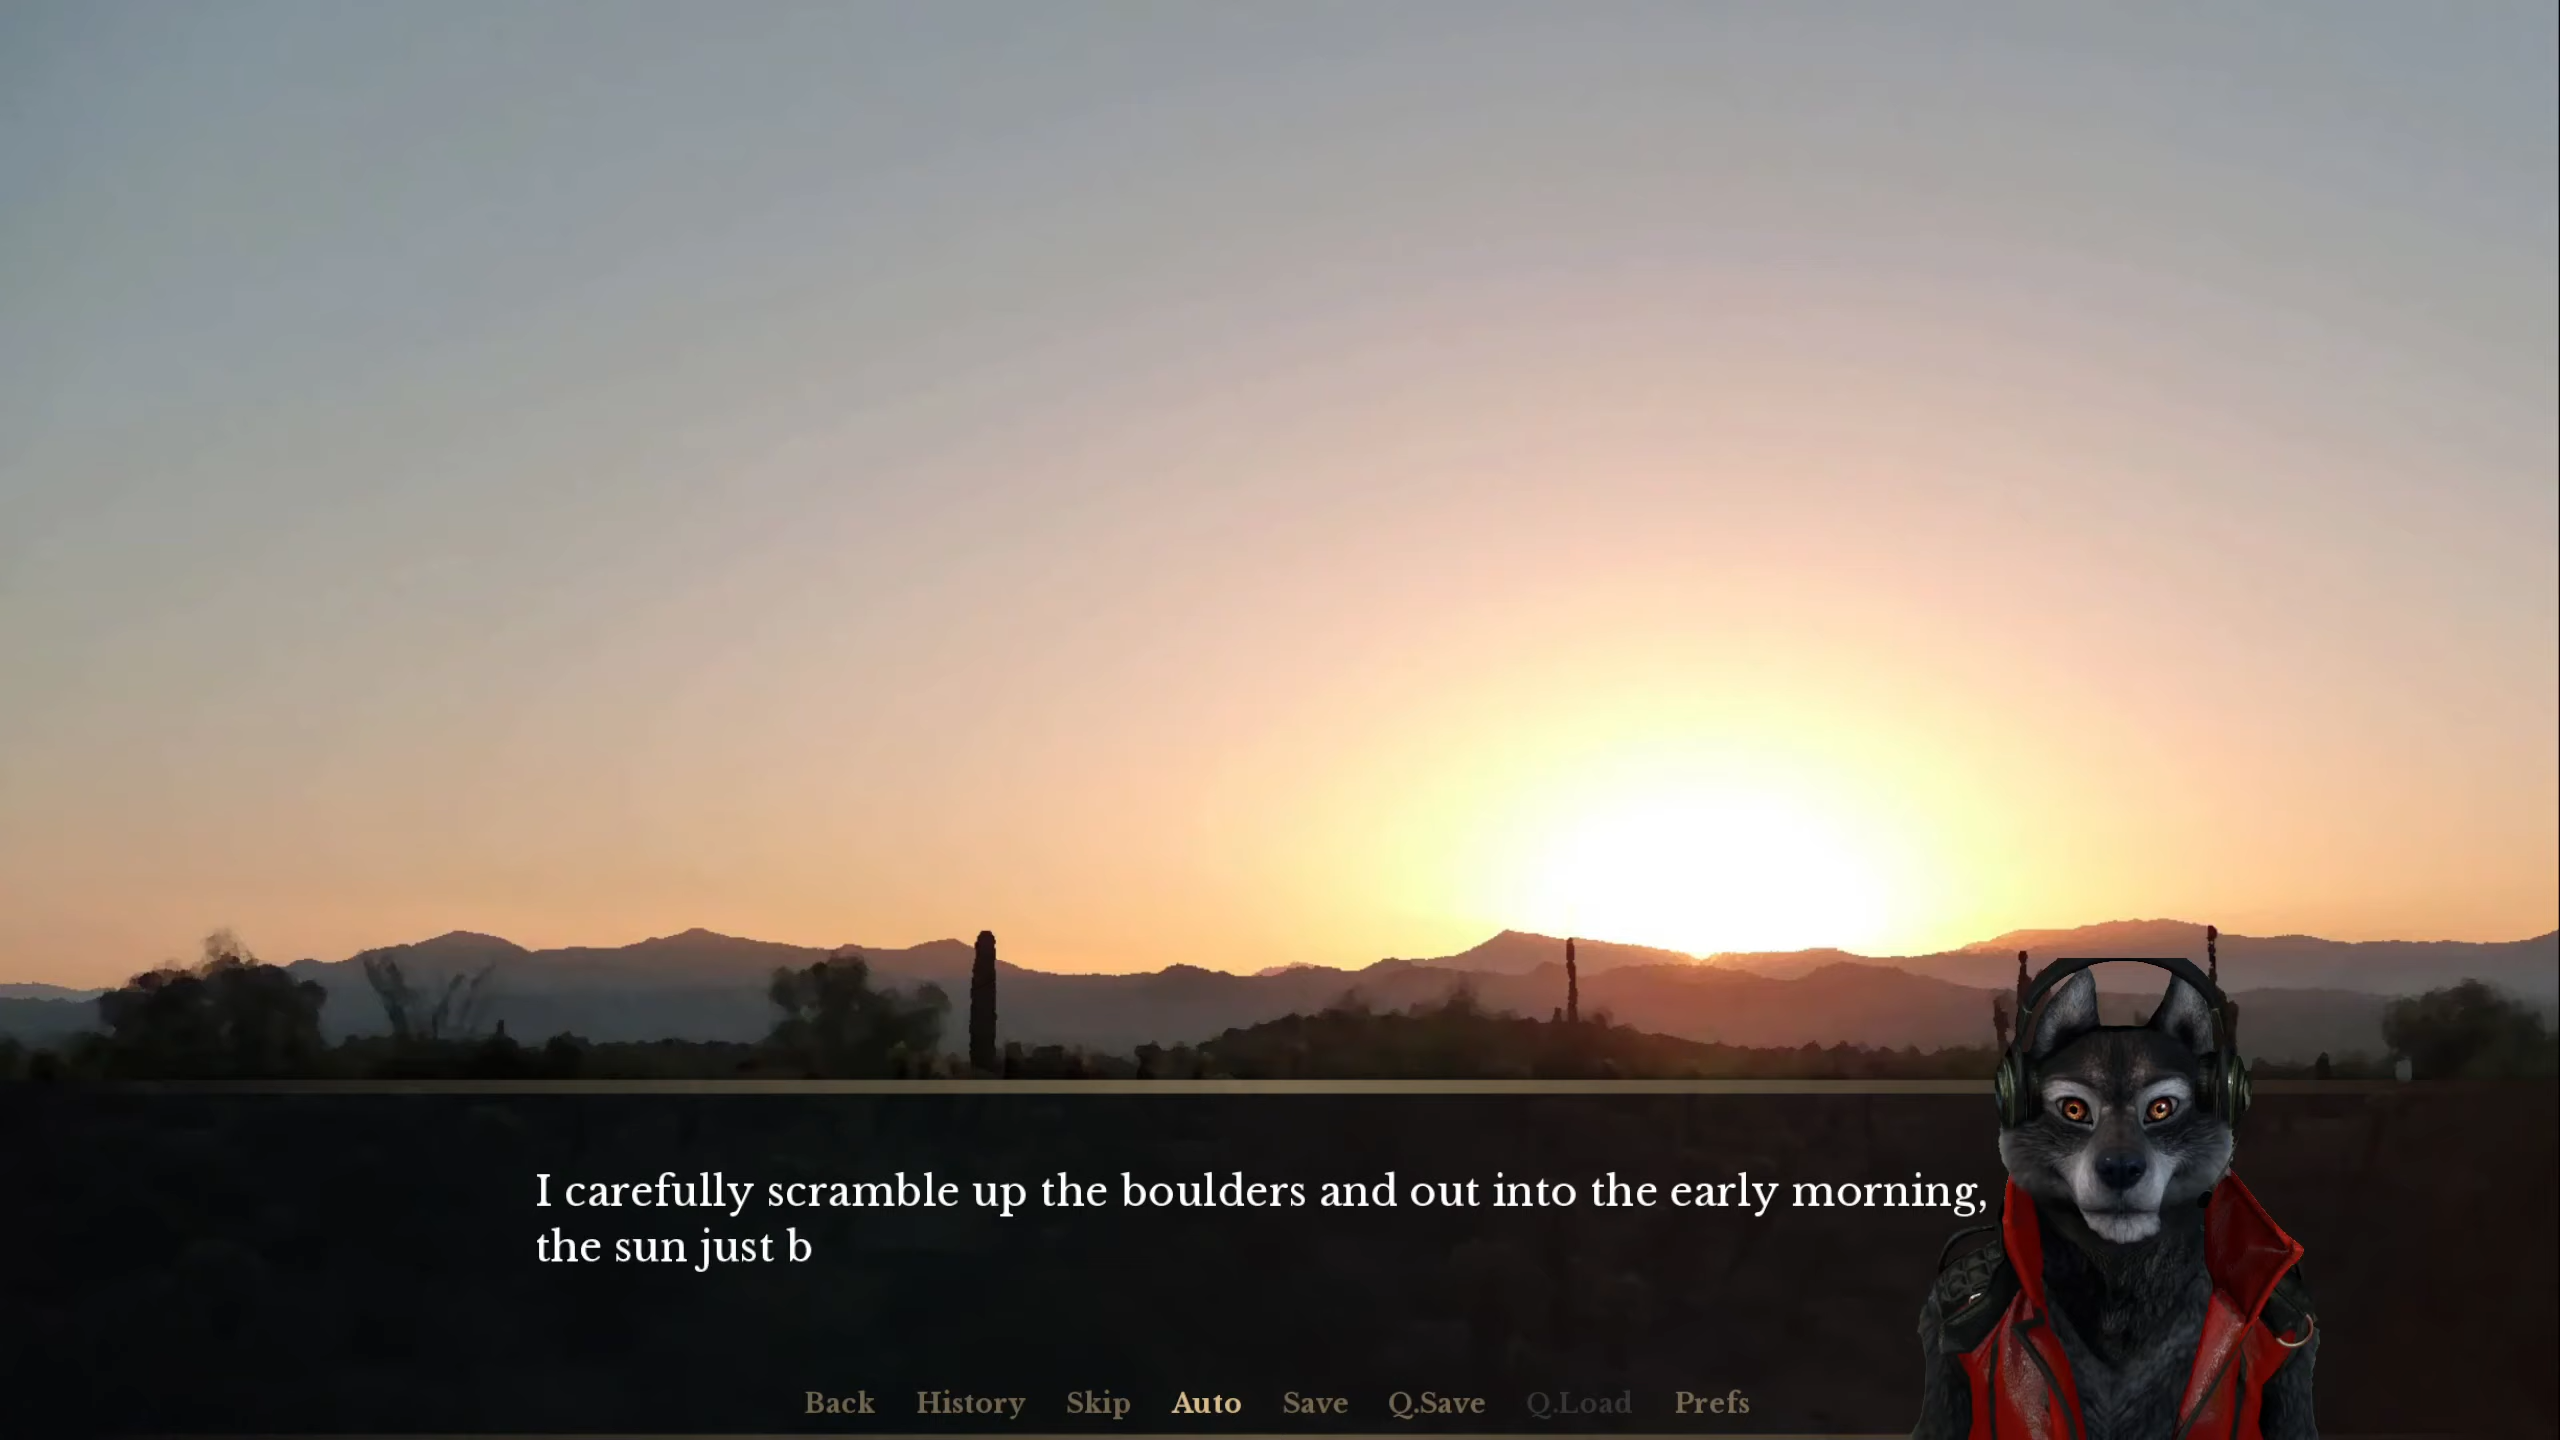 I carefully scramble up the boulders and out into the early morning,
the sun just b
Back History Skip Auto Save Q.Save Q.Load Prefs